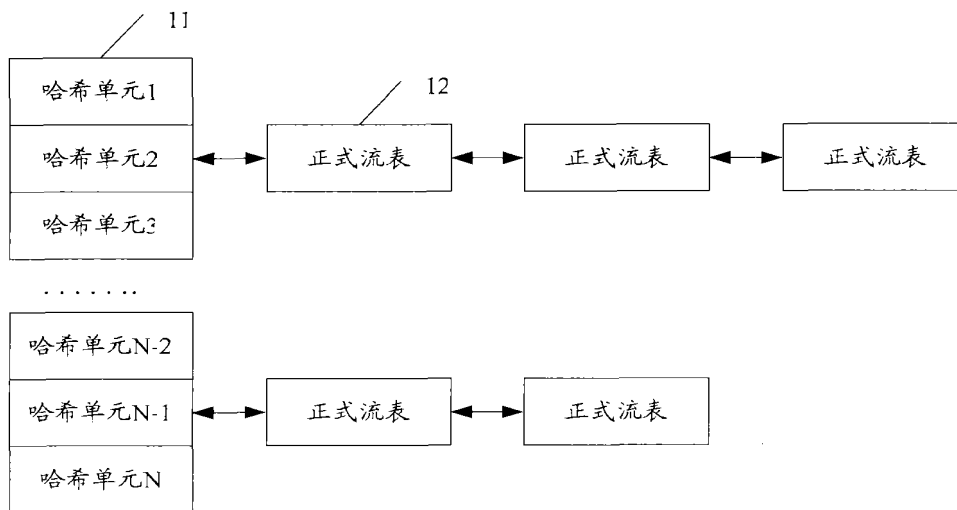 11
哈希单元1
12
哈希单元2
正式流表
正式流表
正式流表
哈希单元3
.......
哈希单元N-2
哈希单元N-1
正式流表
正式流表
哈希单元N